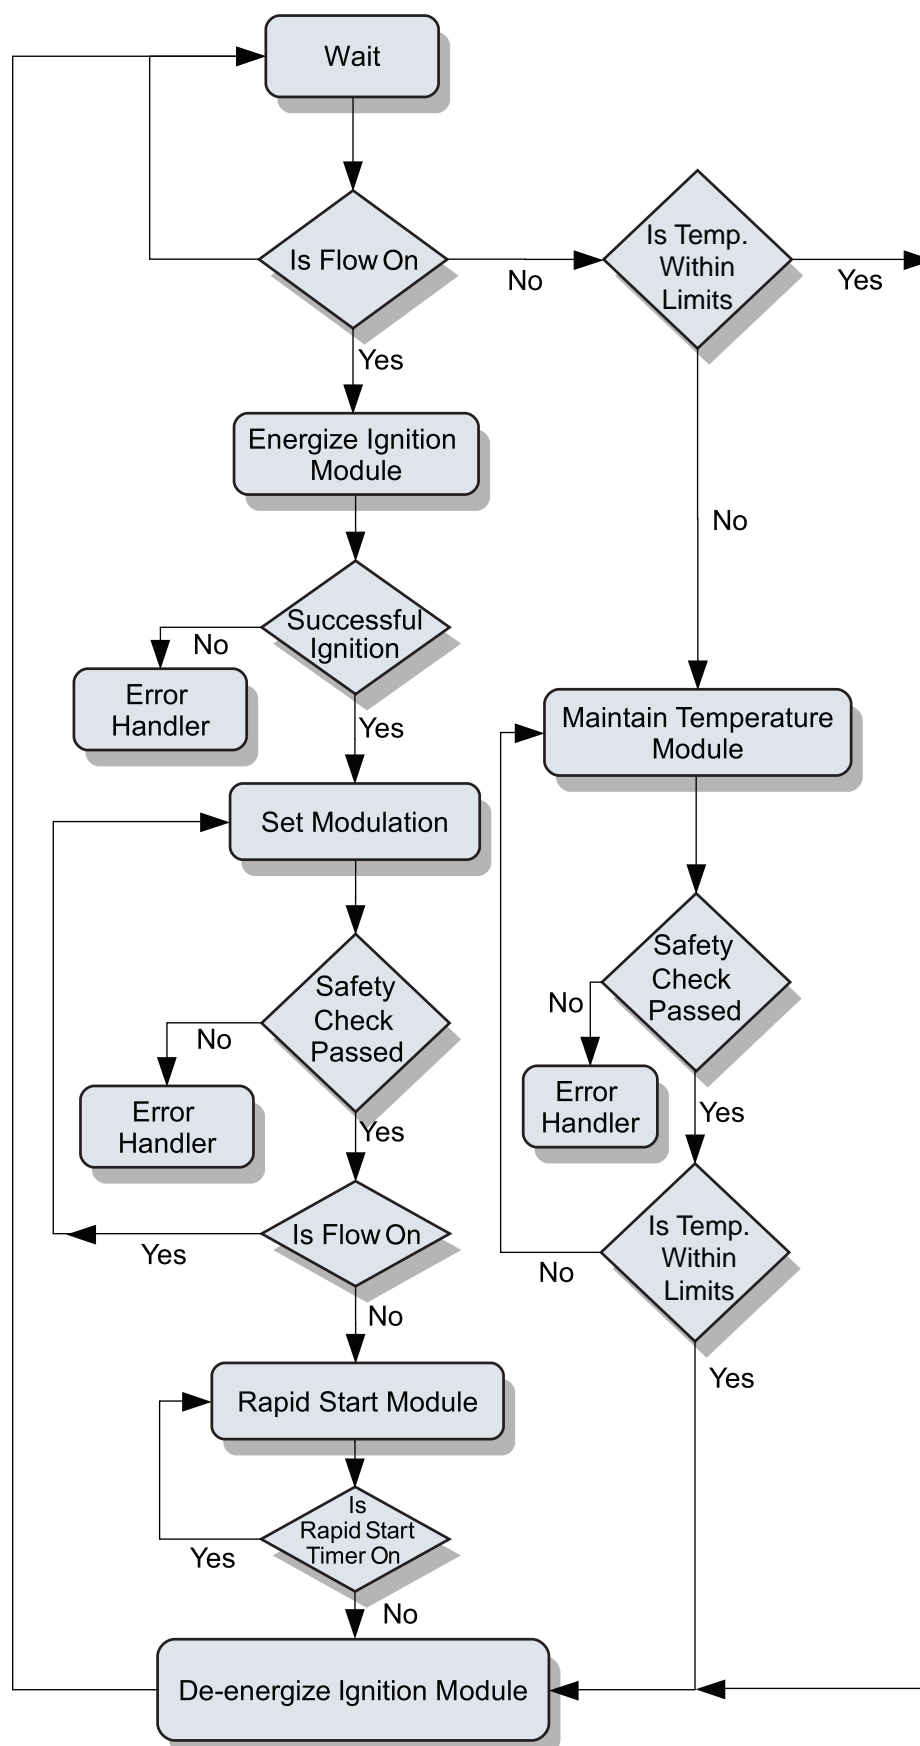 Wait
Is Flow On
No
Is Temp.
Within
Limits
Yes
Yes
Energize Ignition
Module
No
Successful
Ignition
No
Error
Handler
Yes
Maintain Temperature
Module
Set Modulation
Safety
Check
Passed
No
Safety
Check
Passed
No
Error
Handler
Error
Handler
Yes
Yes
Is Flow On
Yes
Is Temp.
Within
Limits
No
No
Yes
Rapid Start Module
Is
Rapid Start
Timer On
Yes
No
De-energize Ignition Module